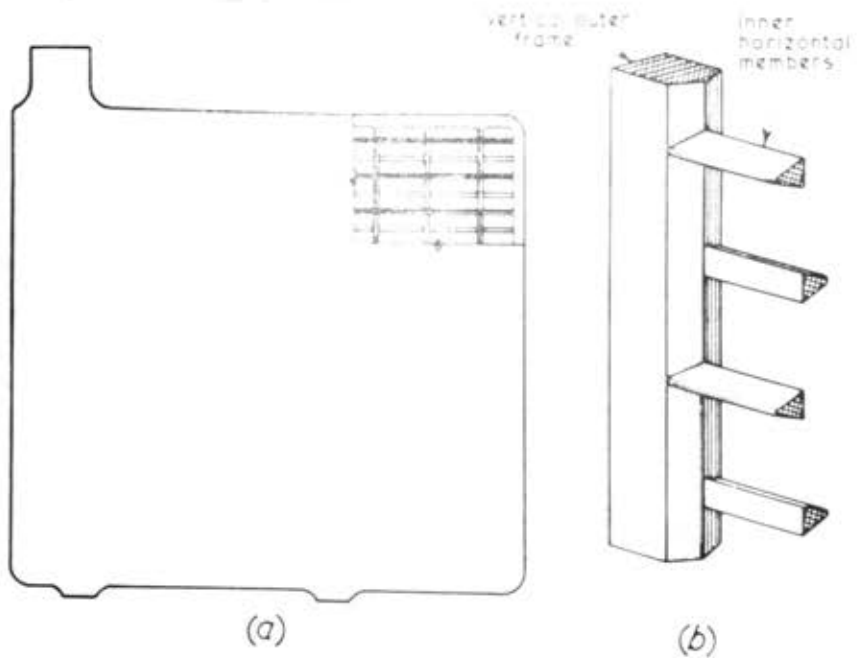 vertical outer
frame
inner
horizontal
members
(a)
(b)